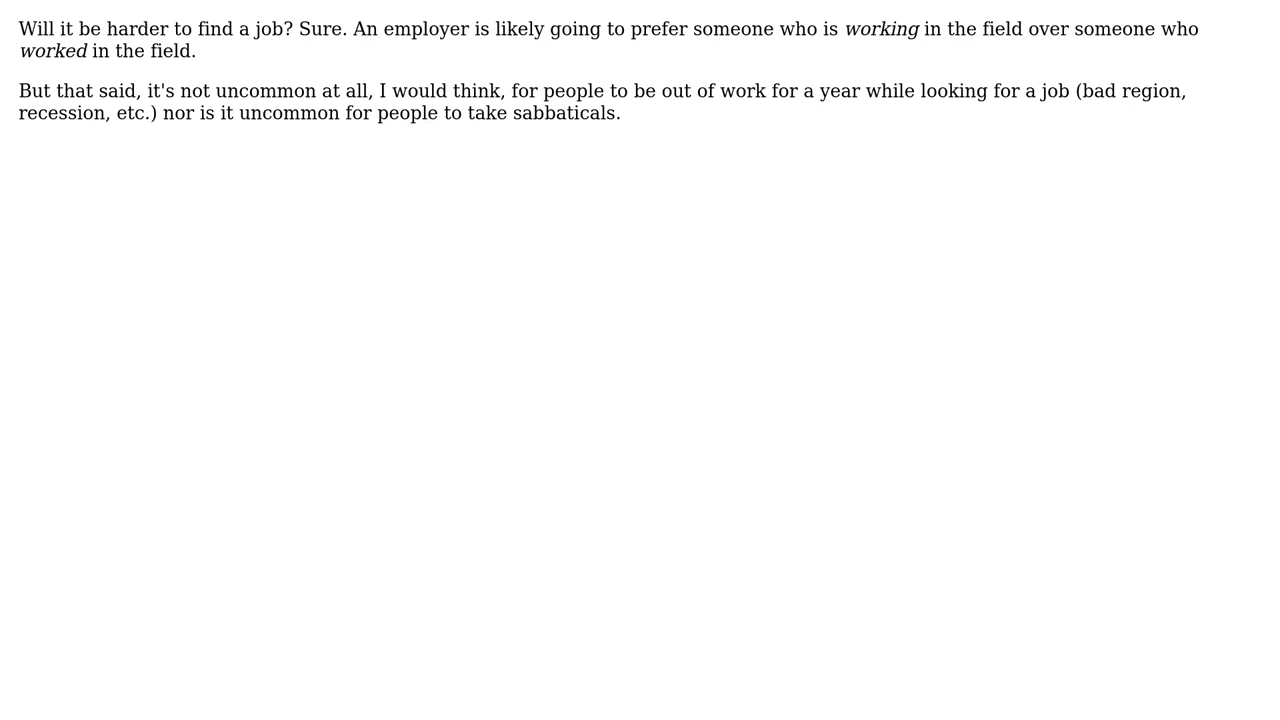 Will it be harder to find a job? Sure. An employer is likely going to prefer someone who is working in the field over someone who
worked in the field.
But that said, it's not uncommon at all, I would think, for people to be out of work for a year while looking for a job (bad region,
recession, etc.) nor is it uncommon for people to take sabbaticals.